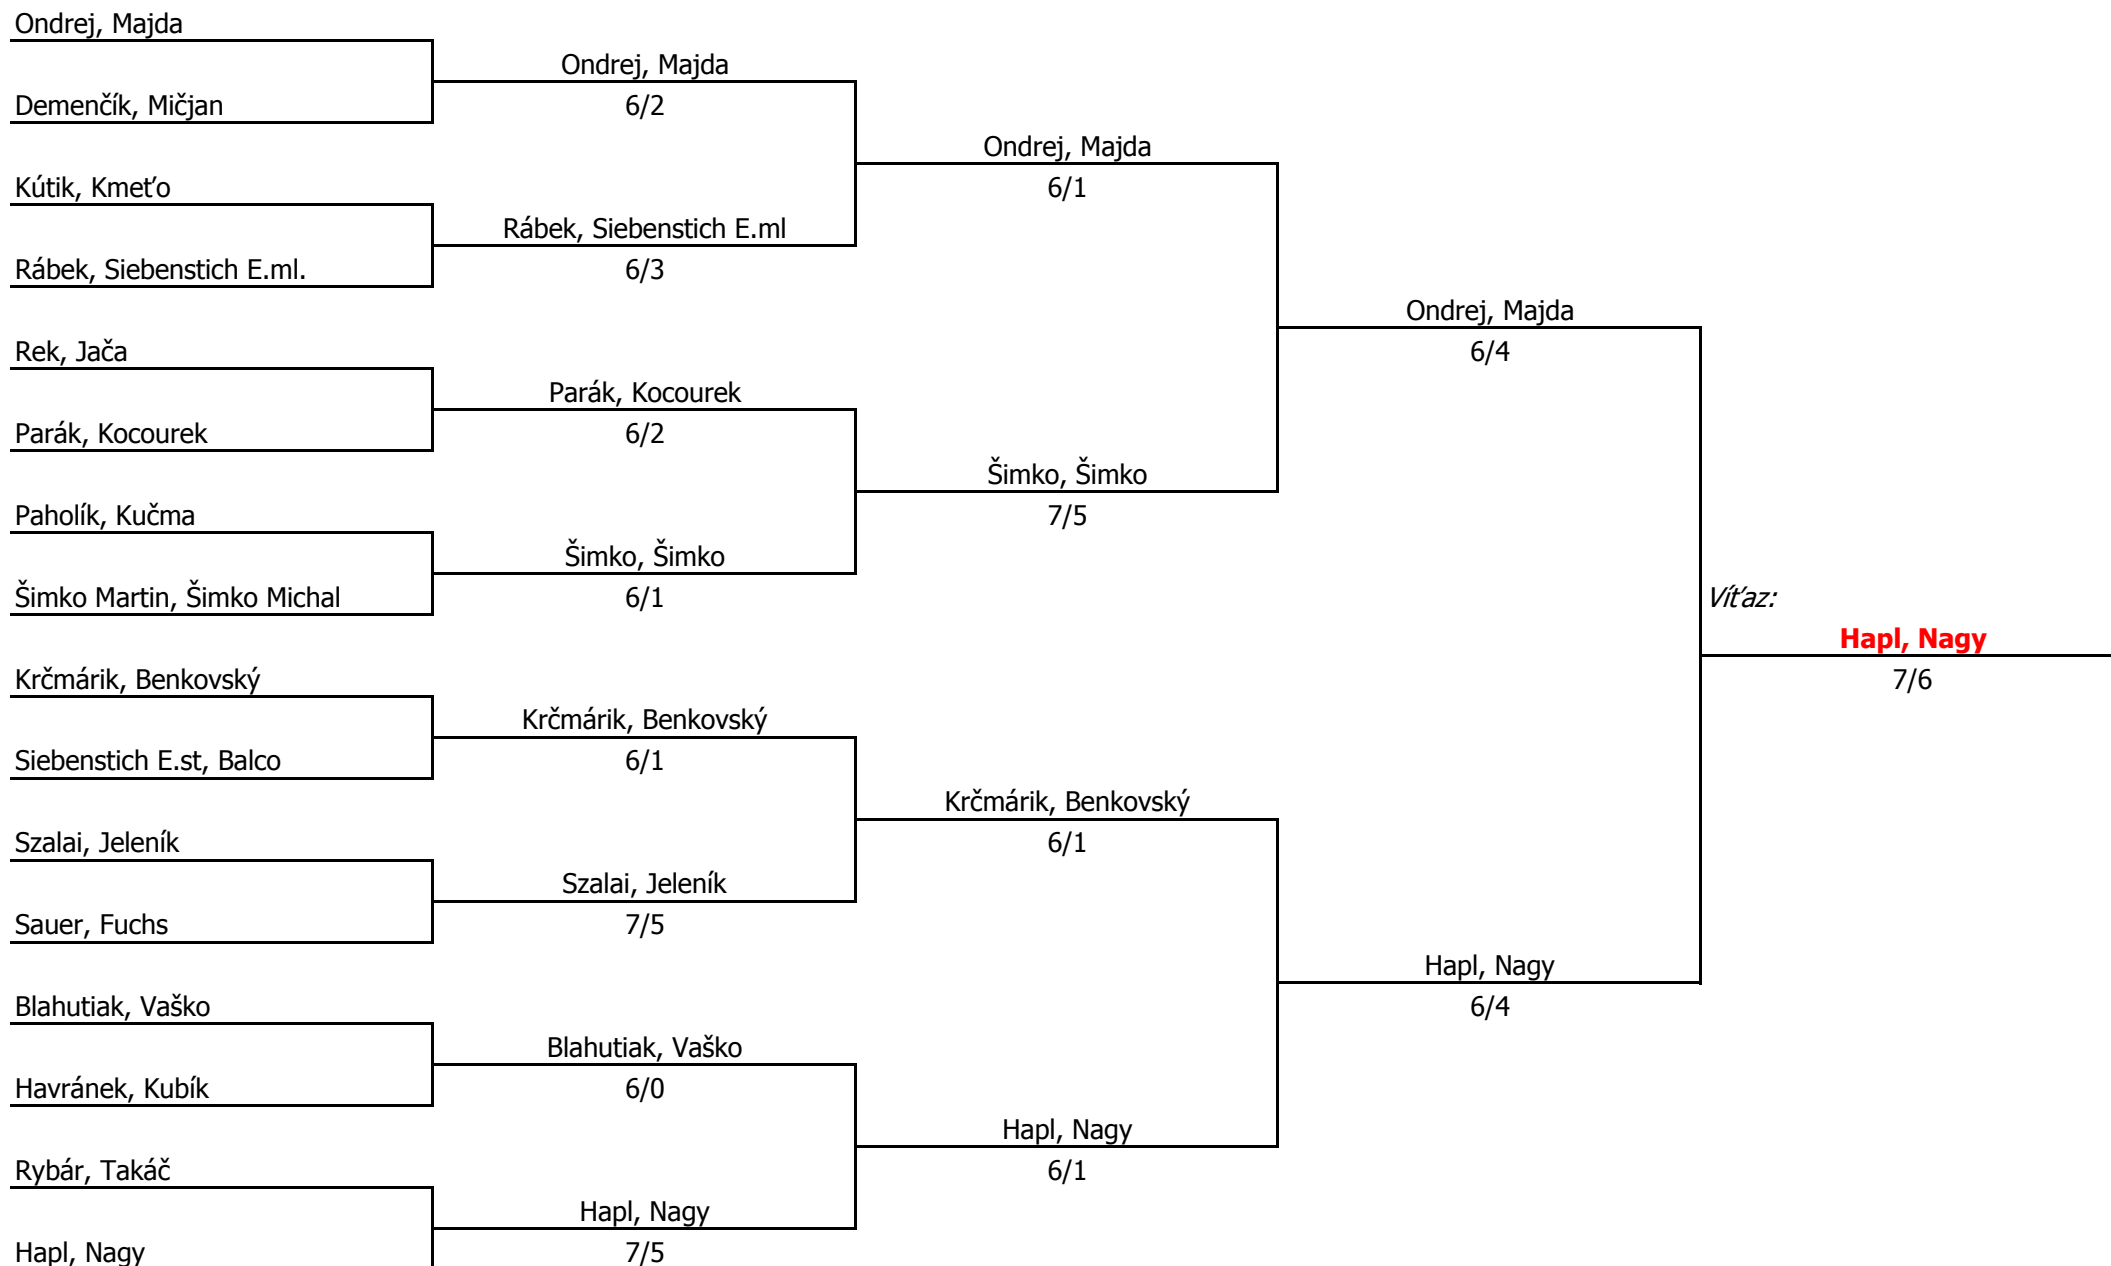 Ondrej, Majda
Ondrej, Majda
Demenčík, Mičjan
6/2
Ondrej, Majda
Kútik, Kmeťo
6/1
Rábek, Siebenstich E.ml
Rábek, Siebenstich E.ml.
6/3
Ondrej, Majda
Rek, Jača
6/4
Parák, Kocourek
Parák, Kocourek
6/2
Šimko, Šimko
Paholík, Kučma
7/5
Šimko, Šimko
Šimko Martin, Šimko Michal
6/1
Víťaz:
Hapl, Nagy
Krčmárik, Benkovský
7/6
Krčmárik, Benkovský
Siebenstich E.st, Balco
6/1
Krčmárik, Benkovský
Szalai, Jeleník
6/1
Szalai, Jeleník
Sauer, Fuchs
7/5
Hapl, Nagy
Blahutiak, Vaško
6/4
Blahutiak, Vaško
Havránek, Kubík
6/0
Hapl, Nagy
Rybár, Takáč
6/1
Hapl, Nagy
Hapl, Nagy
7/5